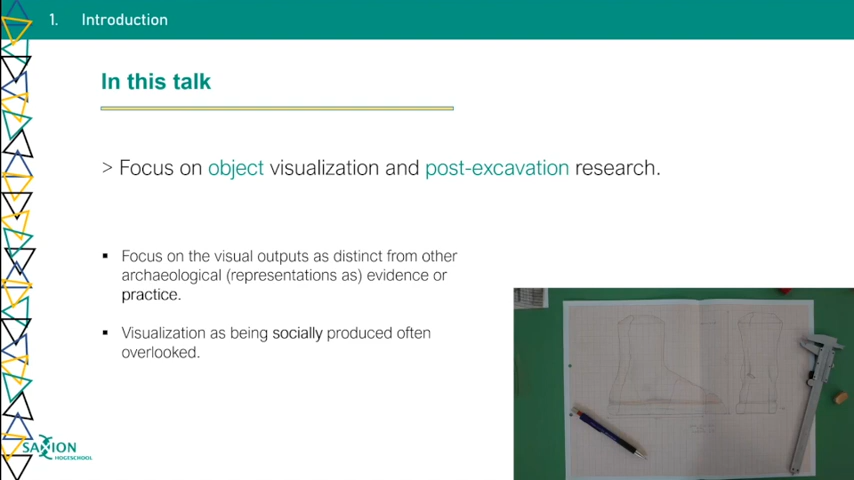 1. Introduction
In this talk
> Focus on object visualization and post-excavation research.
▪ Focus on the visual outputs as distinct from other
archaeological (representations as) evidence or
practice.
▪ Visualization as being socially produced often
overlooked.
SAXION
HOGESCHOOL